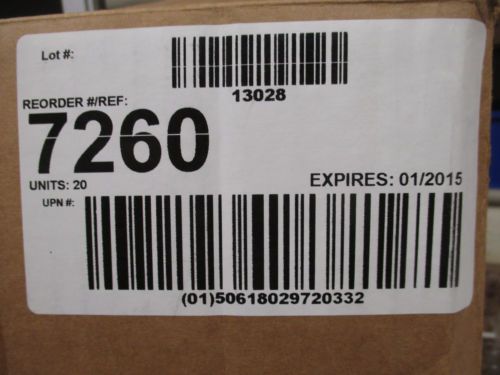 Lot #:
13028
REORDER #/REF:
7260
UNITS: 20
EXPIRES: 01/2015
UPN #:
(01)50618029720332